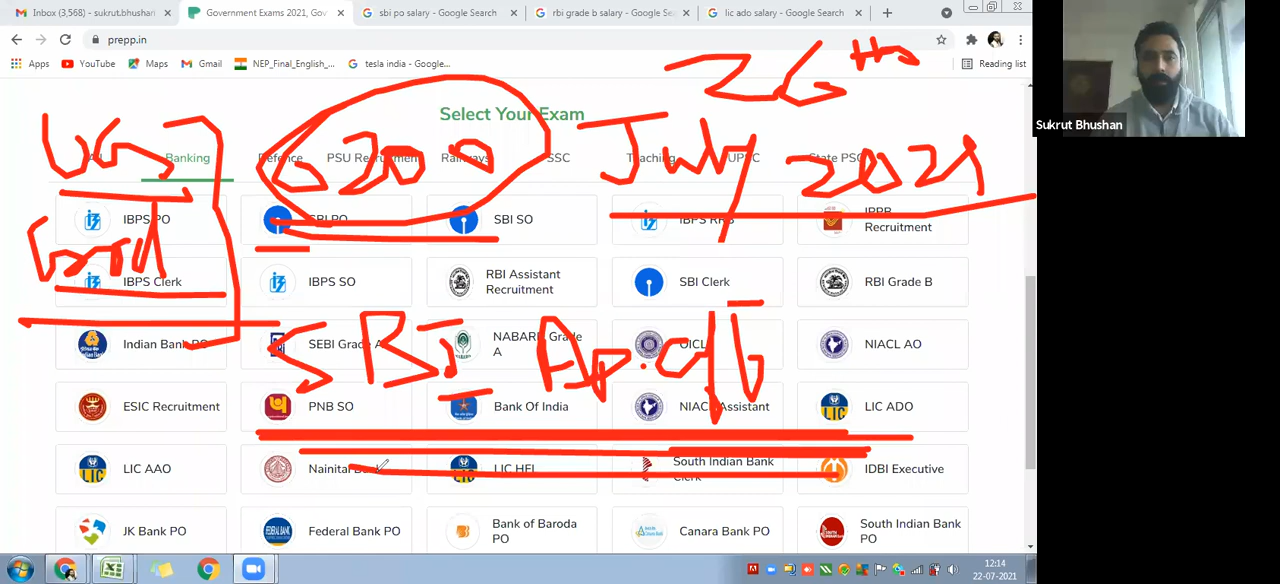 Inbox (3,563) - sukrut.bhushan
Government Exams 2021, Gov
sbi po salary - Google Search
rbi grade b salary - Google Se
lic ado salary - Google Search
prepp.in
Apps
YouTube
Maps
Gmail
NEP_Final_English_...
tesla india - Google...
Reading list
Sukrut Bhushan
26th
Select Your Exam
UG
6200
July 2021
Banking
Defence
PSU Recruitment
Railways
SSC
Teaching
UPSC
State PSC
IBPS PO
SBI PO
SBI SO
IBPS RRB
IPPB Recruitment
Grad
IBPS Clerk
IBPS SO
RBI Assistant Recruitment
SBI Clerk
RBI Grade B
SBI
Indian Bank PO
SEBI Grade A
NABARD Grade A
OICL
NIACL AO
ESIC Recruitment
PNB SO
Bank Of India
NIACL Assistant
LIC ADO
LIC AAO
Nainital Bank
LIC HFL
South Indian Bank Clerk
IDBI Executive
JK Bank PO
Federal Bank PO
Bank of Baroda PO
Canara Bank PO
South Indian Bank PO
12:14
22-07-2021